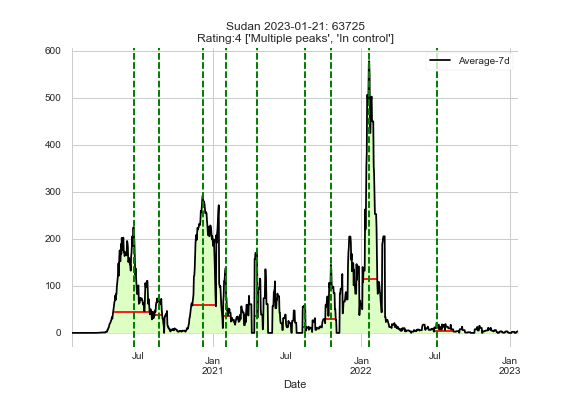 Sudan 2023-01-21: 63725
Rating:4 ['Multiple peaks', 'In control']
Average-7d
600
500
400
300
200
100
0
Jul
Jan
2021
Jul
Jan
2022
Jul
Jan
2023
Date